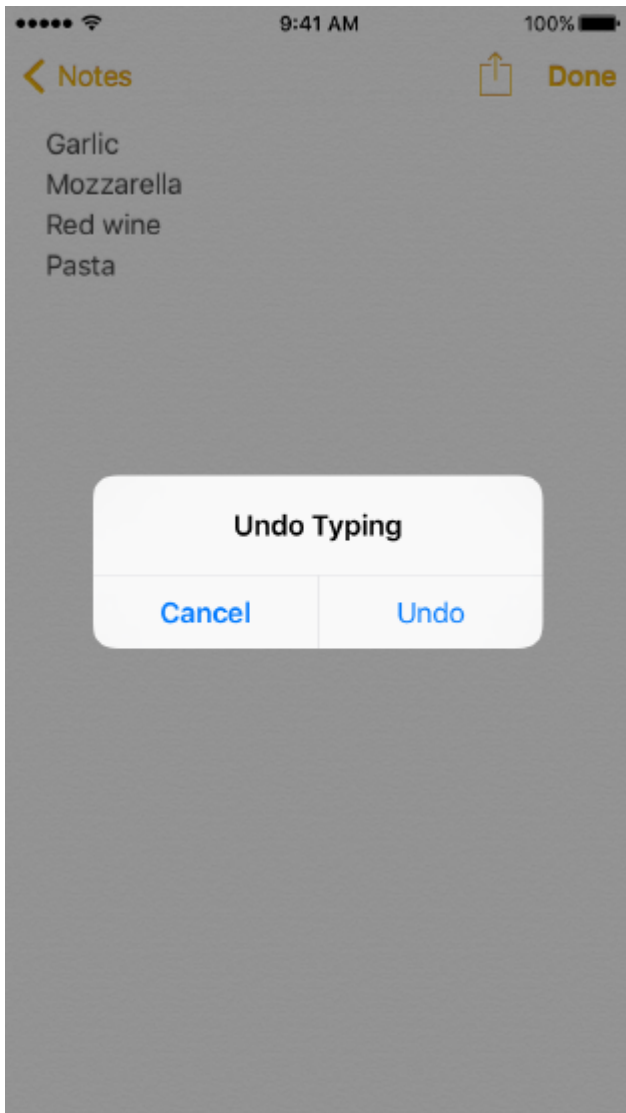 9:41 AM 100%
Notes Done
Garlic
Mozzarella
Red wine
Pasta
Undo Typing
Cancel Undo